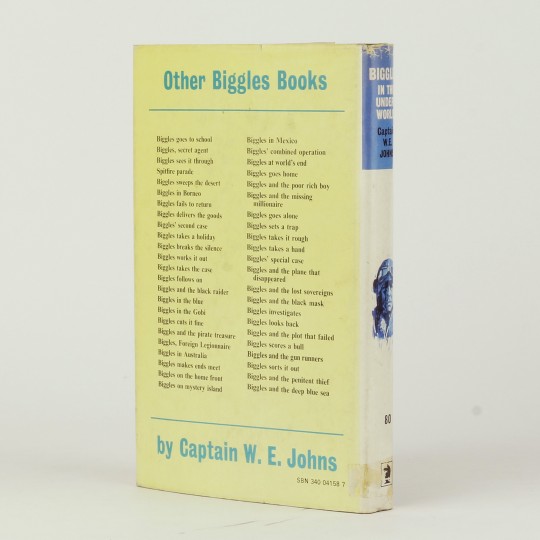 Other Biggles Books
Biggles goes to school
Biggles, secret agent
Biggles sees it through
Spitfire parade
Biggles sweeps the desert
Biggles in Borneo
Biggles fails to return
Biggles delivers the goods
Biggles' second case
Biggles takes a holiday
Biggles breaks the silence
Biggles works it out
Biggles takes the case
Biggles follows on
Biggles and the black raider
Biggles in the blue
Biggles in the Gobi
Biggles cuts it fine
Biggles and the pirate treasure
Biggles, Foreign Legionnaire
Biggles in Australia
Biggles makes ends meet
Biggles on the home front
Biggles on mystery island
Biggles in Mexico
Biggles' combined operation
Biggles at world's end
Biggles goes home
Biggles and the poor rich boy
Biggles and the missing
millionaire
Biggles goes alone
Biggles sets a trap
Biggles takes it rough
Biggles takes a hand
Biggles' special case
Biggles and the plane that
disappeared
Biggles and the lost sovereigns
Biggles and the black mask
Biggles investigates
Biggles looks back
Biggles and the plot that failed
Biggles scores a bull
Biggles and the gun runners
Biggles sorts it out
Biggles and the penitent thief
Biggles and the deep blue sea
by Captain W. E. Johns
SBN 340 04158 7
BIGGLES
IN THE
UNDER
WORLD
Captain
W. E.
JOHNS
80